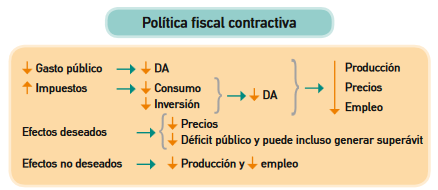 Política fiscal contractiva
↓ Gasto público → ↓ DA
↑ Impuestos → ↓ Consumo
↓ Inversión
→ ↓ DA
→ ↓ Producción
Precios
Empleo
Efectos deseados → ↓ Precios
↓ Déficit público y puede incluso generar superávit
Efectos no deseados → ↓ Producción y ↓ empleo